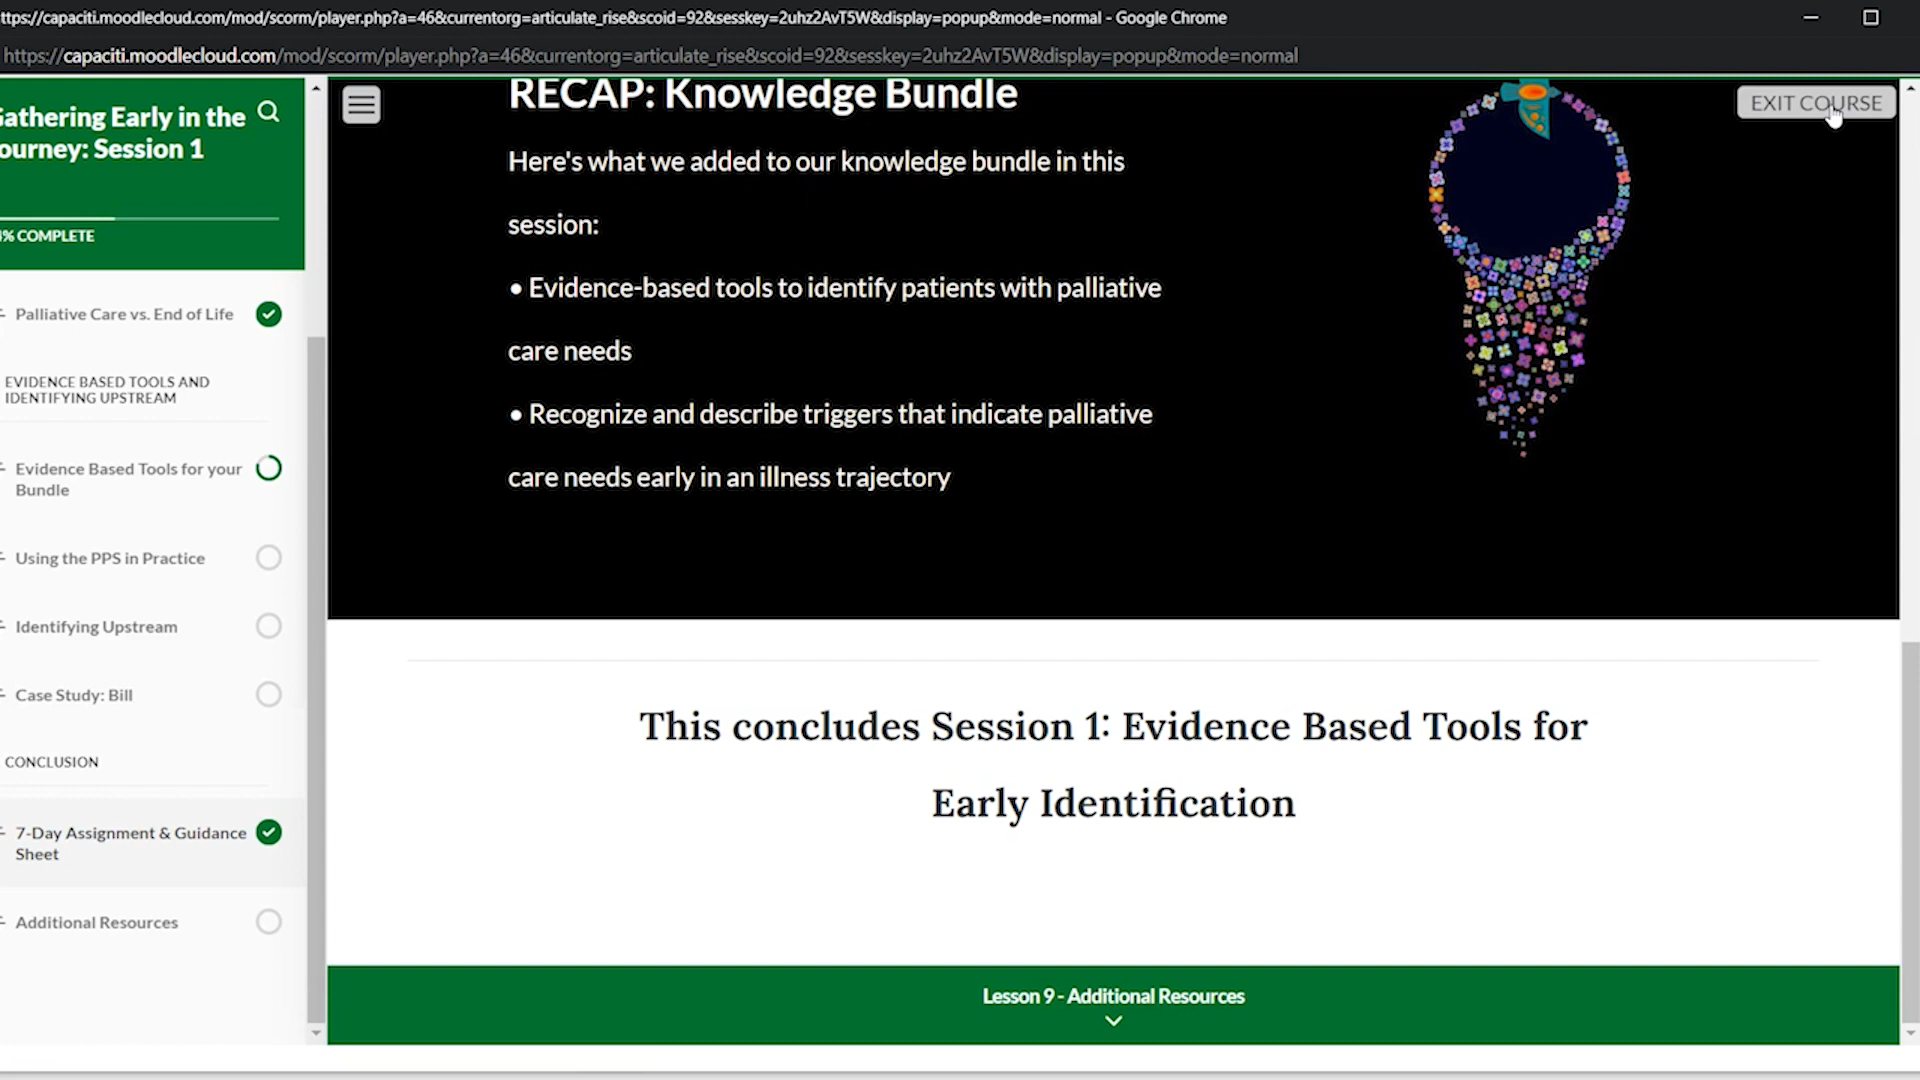 ttps://capaciti.moodlecloud.com/mod/scorm/player.php?a=46&currentorg=articulate_rise&scoid=92&sesskey=2uhz2AvT5W&display=popup&mode=normal - Google Chrome
https://capaciti.moodlecloud.com/mod/scorm/player.php?a=46&currentorg=articulate_rise&scoid=92&sesskey=2uhz2AvT5W&display=popup&mode=normal
Gathering Early in the
ourney: Session 1
% COMPLETE
Palliative Care vs. End of Life
EVIDENCE BASED TOOLS AND
IDENTIFYING UPSTREAM
Evidence Based Tools for your
Bundle
Using the PPS in Practice
Identifying Upstream
Case Study: Bill
CONCLUSION
7-Day Assignment & Guidance
Sheet
Additional Resources
EXIT COURSE
RECAP: Knowledge Bundle
Here's what we added to our knowledge bundle in this
session:
• Evidence-based tools to identify patients with palliative
care needs
• Recognize and describe triggers that indicate palliative
care needs early in an illness trajectory
This concludes Session 1: Evidence Based Tools for
Early Identification
Lesson 9 - Additional Resources